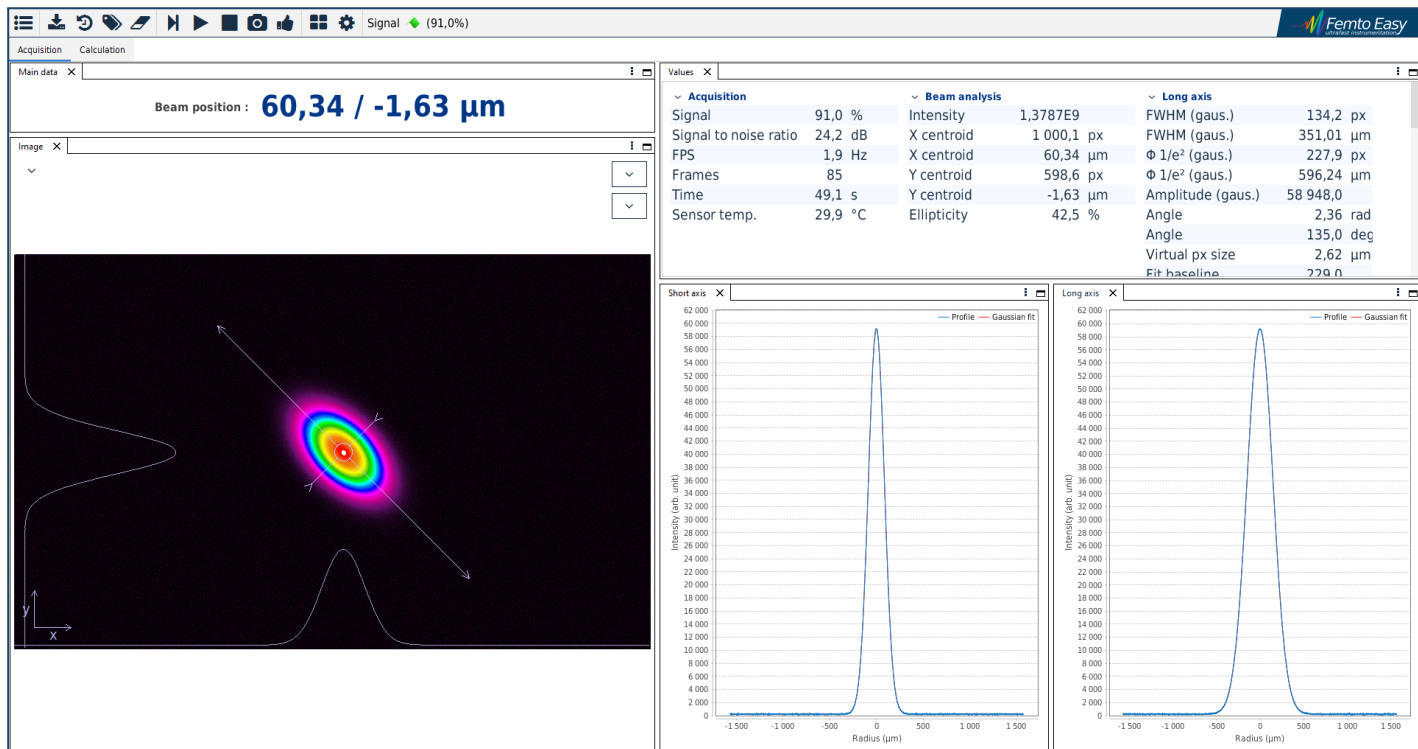 Signal (91,0%)
Femto Easy
ultrafast instrumentation
Acquisition Calculation
Main data
Beam position : 60,34 / -1,63 µm
Image
y
x
Values
Acquisition
Signal 91,0 %
Signal to noise ratio 24,2 dB
FPS 1,9 Hz
Frames 85
Time 49,1 s
Sensor temp. 29,9 °C
Beam analysis
Intensity 1,3787E9
X centroid 1 000,1 px
X centroid 60,34 µm
Y centroid 598,6 px
Y centroid -1,63 µm
Ellipticity 42,5 %
Long axis
FWHM (gaus.) 134,2 px
FWHM (gaus.) 351,01 µm
Φ 1/e² (gaus.) 227,9 px
Φ 1/e² (gaus.) 596,24 µm
Amplitude (gaus.) 58 948,0
Angle 2,36 rad
Angle 135,0 deg
Virtual px size 2,62 µm
Fit baseline 229,0
Short axis
Profile Gaussian fit
62 000
60 000
58 000
56 000
54 000
52 000
50 000
48 000
46 000
44 000
42 000
40 000
38 000
36 000
34 000
32 000
30 000
28 000
26 000
24 000
22 000
20 000
18 000
16 000
14 000
12 000
10 000
8 000
6 000
4 000
2 000
0
Intensity (arb. unit)
-1 500 -1 000 -500 0 500 1 000 1 500
Radius (µm)
Long axis
Profile Gaussian fit
62 000
60 000
58 000
56 000
54 000
52 000
50 000
48 000
46 000
44 000
42 000
40 000
38 000
36 000
34 000
32 000
30 000
28 000
26 000
24 000
22 000
20 000
18 000
16 000
14 000
12 000
10 000
8 000
6 000
4 000
2 000
0
Intensity (arb. unit)
-1 500 -1 000 -500 0 500 1 000 1 500
Radius (µm)